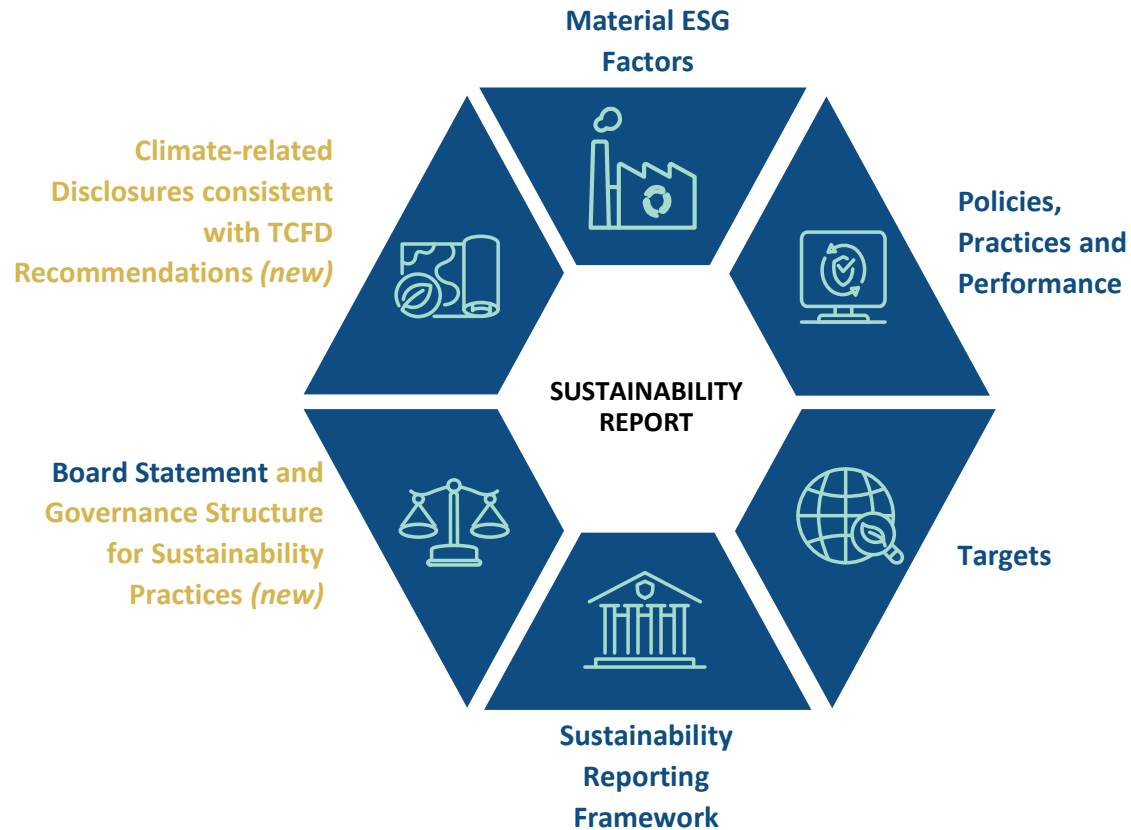 Material ESG
Factors
Climate-related
Disclosures consistent
with TCFD
Recommendations (new)
Policies,
Practices and
Performance
SUSTAINABILITY
REPORT
Board Statement and
Governance Structure
for Sustainability
Practices (new)
Targets
Sustainability
Reporting
Framework